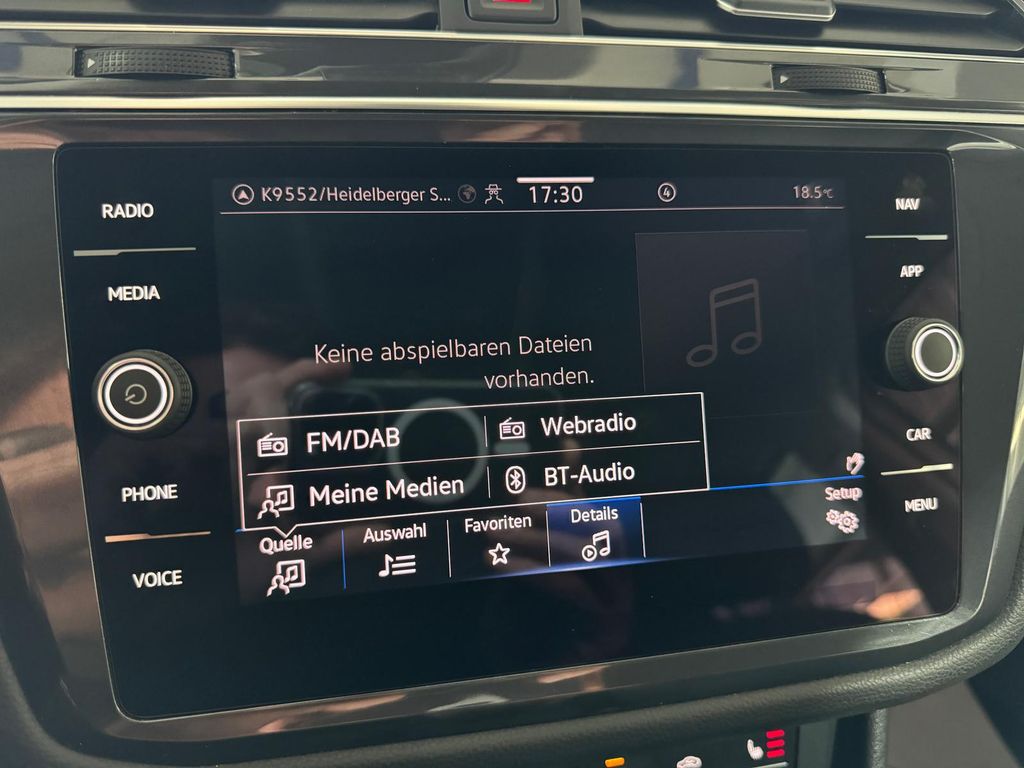 K9552/Heidelberger S... 17:30 4 18.5°C
RADIO
MEDIA
PHONE
VOICE
Keine abspielbaren Dateien
vorhanden.
FM/DAB Webradio
Meine Medien BT-Audio
Quelle Auswahl Favoriten Details Setup
NAV
APP
CAR
MENU